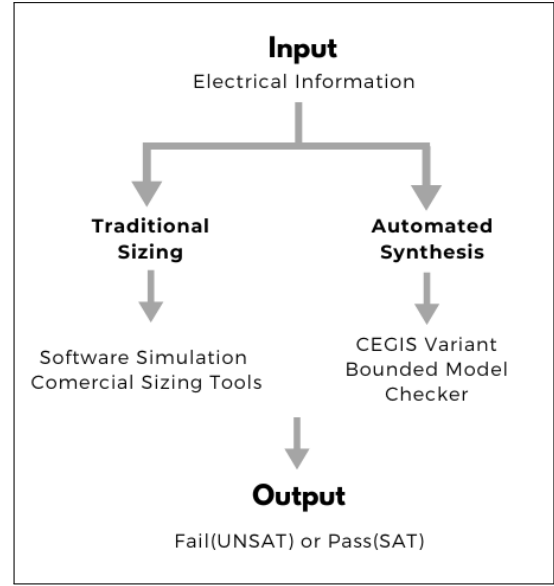 Input
Electrical Information
Traditional
Sizing
Automated
Synthesis
Software Simulation
Comercial Sizing Tools
CEGIS Variant
Bounded Model
Checker
Output
Fail(UNSAT) or Pass(SAT)